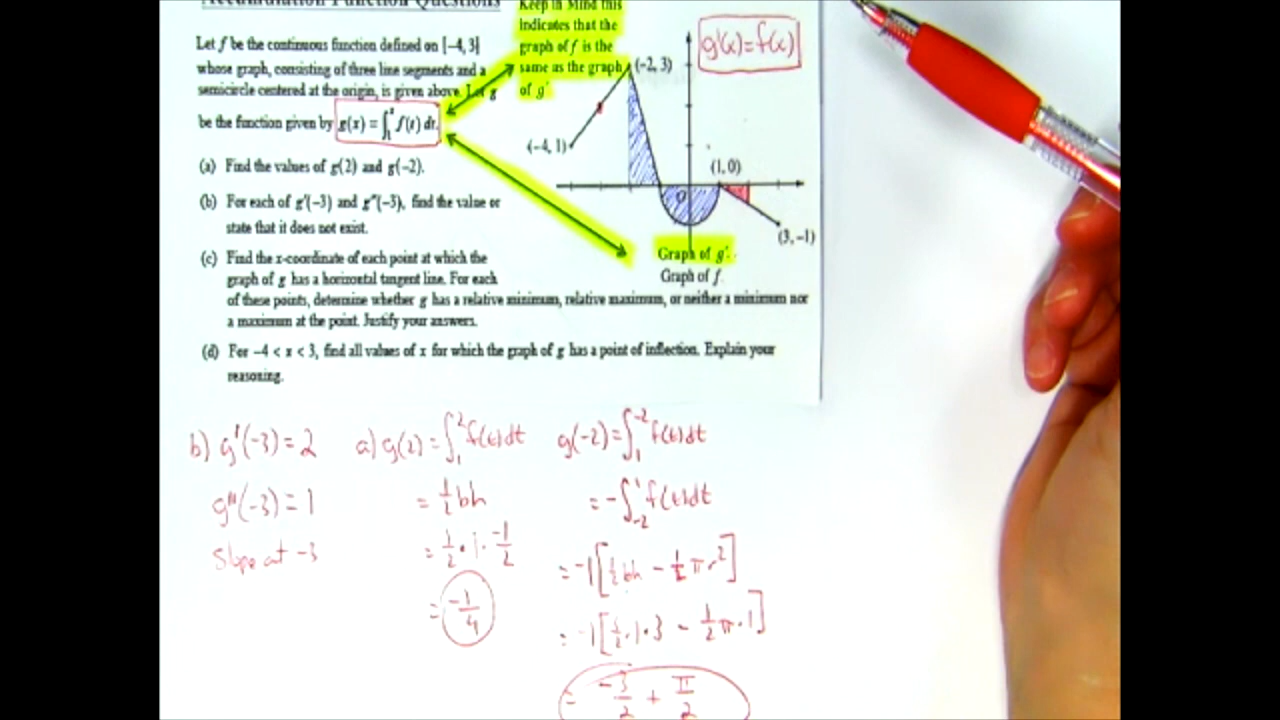 Accumulation Function Questions
Keep in Mind this
indicates that the
graph of f is the
same as the graph
of g'.
Let f be the continuous function defined on [-4, 3]
whose graph, consisting of three line segments and a
semicircle centered at the origin, is given above. Let g
be the function given by g(x) = ∫₁ˣ f(t) dt.
(a) Find the values of g(2) and g(-2).
(b) For each of g'(-3) and g"(-3), find the value or
state that it does not exist.
(c) Find the x-coordinate of each point at which the
graph of g has a horizontal tangent line. For each
of these points, determine whether g has a relative minimum, relative maximum, or neither a minimum nor
a maximum at the point. Justify your answers.
(d) For -4 < x < 3, find all values of x for which the graph of g has a point of inflection. Explain your
reasoning.
g'(x)=f(x)
(-2, 3)
(-4, 1)
(1, 0)
O
(3, -1)
Graph of g'.
Graph of f
b) g'(-3) = 2
g"(-3) = 1
Slope at -3
a) g(2) = ∫₁² f(t)dt
= ½bh
= ½ · 1 · -½
= -¼
g(-2) = ∫₁⁻² f(t)dt
= -∫₋₂¹ f(t)dt
= -1[½bh - ½πr²]
= -1[½·1·3 - ½π·1]
= -3/2 + π/2